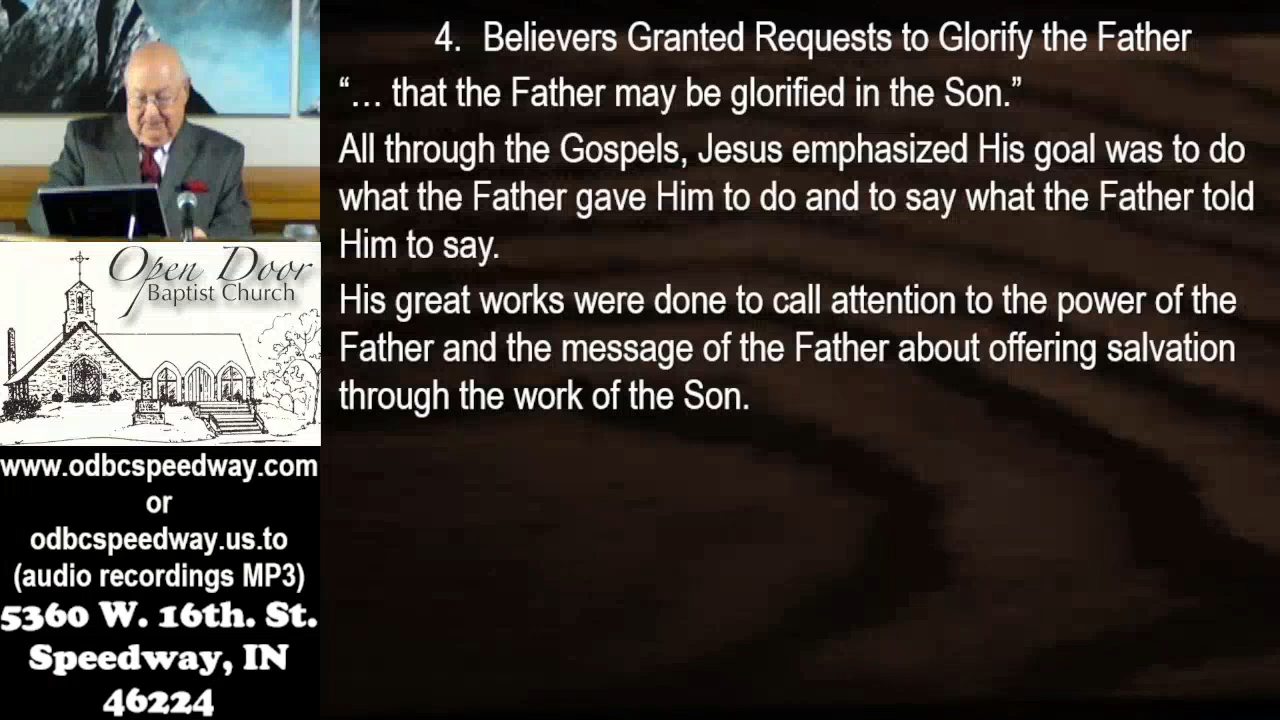 4. Believers Granted Requests to Glorify the Father
“… that the Father may be glorified in the Son.”
All through the Gospels, Jesus emphasized His goal was to do
what the Father gave Him to do and to say what the Father told
Him to say.
His great works were done to call attention to the power of the
Father and the message of the Father about offering salvation
through the work of the Son.
Open Door
Baptist Church
www.odbcspeedway.com
or
odbcspeedway.us.to
(audio recordings MP3)
5360 W. 16th. St.
Speedway, IN
46224